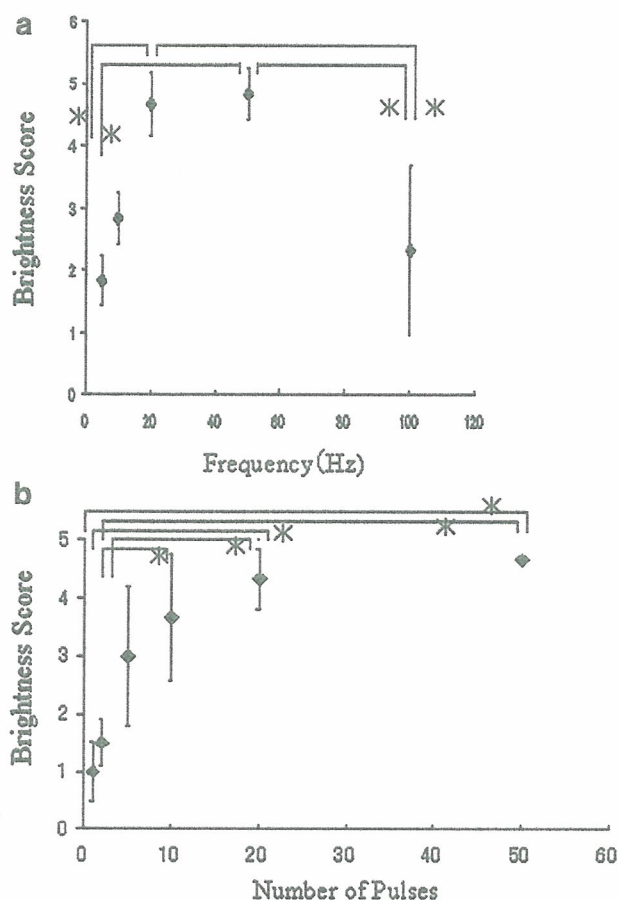 a
6
5
4
3
2
1
0
Brightness Score
* * * *
0 20 40 60 80 100 120
Frequency(Hz)
b
5
4
3
2
1
0
Brightness Score
* * * * *
0 10 20 30 40 50 60
Number of Pulses